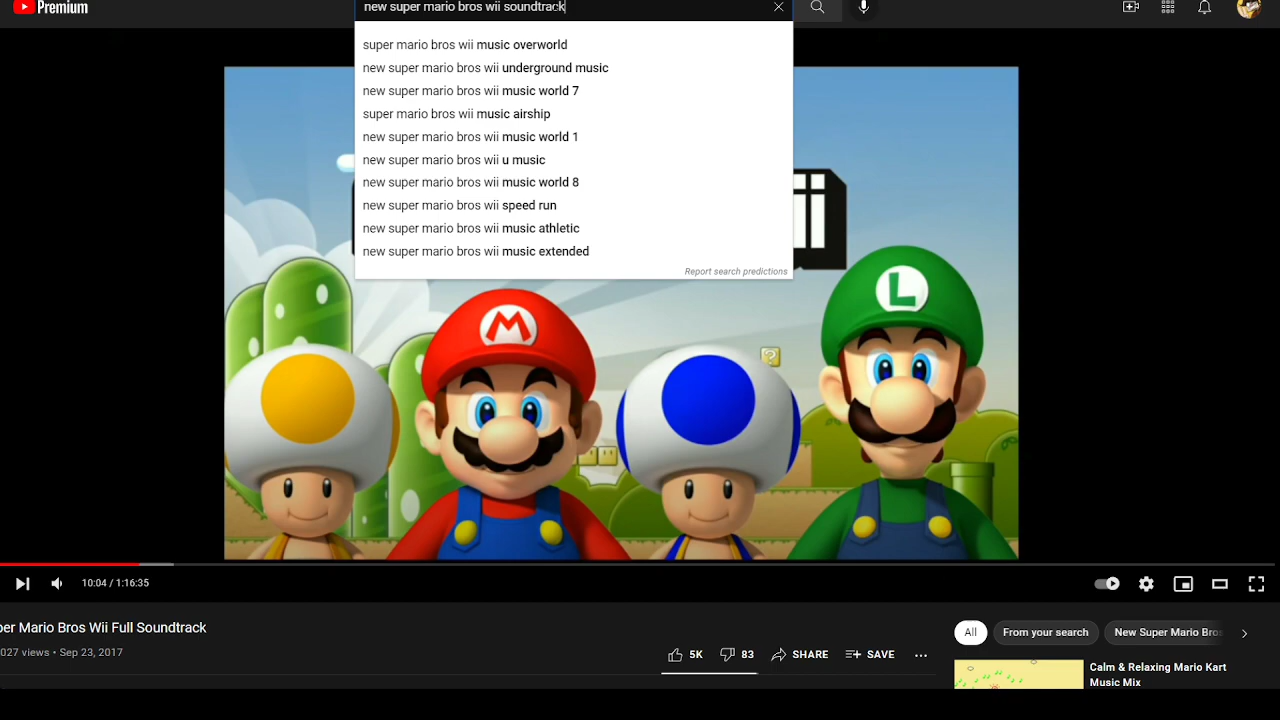 Premium
new super mario bros wii soundtrack
super mario bros wii music overworld
new super mario bros wii underground music
new super mario bros wii music world 7
super mario bros wii music airship
new super mario bros wii music world 1
new super mario bros wii u music
new super mario bros wii music world 8
new super mario bros wii speed run
new super mario bros wii music athletic
new super mario bros wii music extended
Report search predictions
M
L
?
10:04 / 1:16:35
per Mario Bros Wii Full Soundtrack
027 views • Sep 23, 2017
5K
83
SHARE
SAVE
All
From your search
New Super Mario Bros
Calm & Relaxing Mario Kart
Music Mix